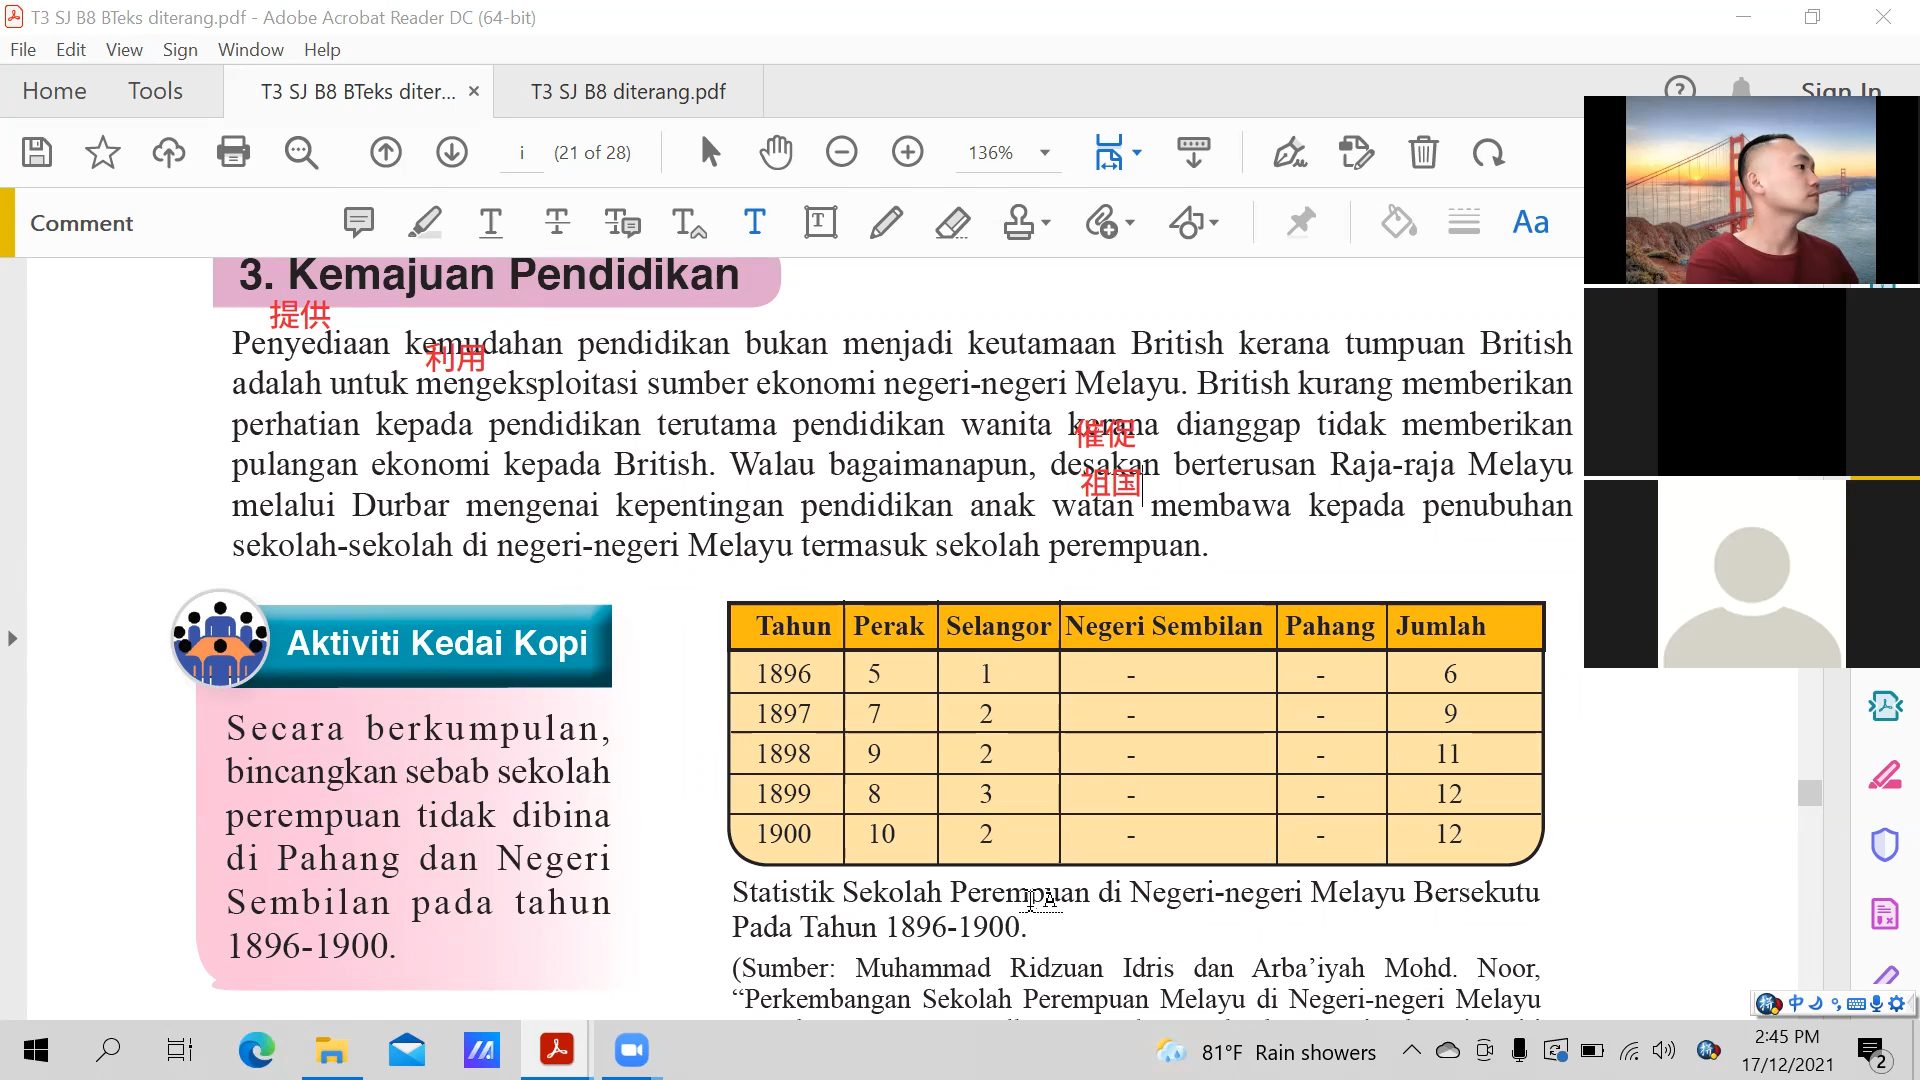 T3 SJ B8 BTeks diterang.pdf - Adobe Acrobat Reader DC (64-bit)
File Edit View Sign Window Help
Home Tools T3 SJ B8 BTeks diter... × T3 SJ B8 diterang.pdf
Sign In
i (21 of 28) 136%
Comment
3. Kemajuan Pendidikan
提供
Penyediaan kemudahan pendidikan bukan menjadi keutamaan British kerana tumpuan British
利用
adalah untuk mengeksploitasi sumber ekonomi negeri-negeri Melayu. British kurang memberikan
perhatian kepada pendidikan terutama pendidikan wanita kerana dianggap tidak memberikan
催促
pulangan ekonomi kepada British. Walau bagaimanapun, desakan berterusan Raja-raja Melayu
祖国
melalui Durbar mengenai kepentingan pendidikan anak watan membawa kepada penubuhan
sekolah-sekolah di negeri-negeri Melayu termasuk sekolah perempuan.
Aktiviti Kedai Kopi
Secara berkumpulan,
bincangkan sebab sekolah
perempuan tidak dibina
di Pahang dan Negeri
Sembilan pada tahun
1896-1900.
Tahun Perak Selangor Negeri Sembilan Pahang Jumlah
1896 5 1 - - 6
1897 7 2 - - 9
1898 9 2 - - 11
1899 8 3 - - 12
1900 10 2 - - 12
Statistik Sekolah Perempuan di Negeri-negeri Melayu Bersekutu
Pada Tahun 1896-1900.
(Sumber: Muhammad Ridzuan Idris dan Arba’iyah Mohd. Noor,
“Perkembangan Sekolah Perempuan Melayu di Negeri-negeri Melayu
中
81°F Rain showers
2:45 PM
17/12/2021
2